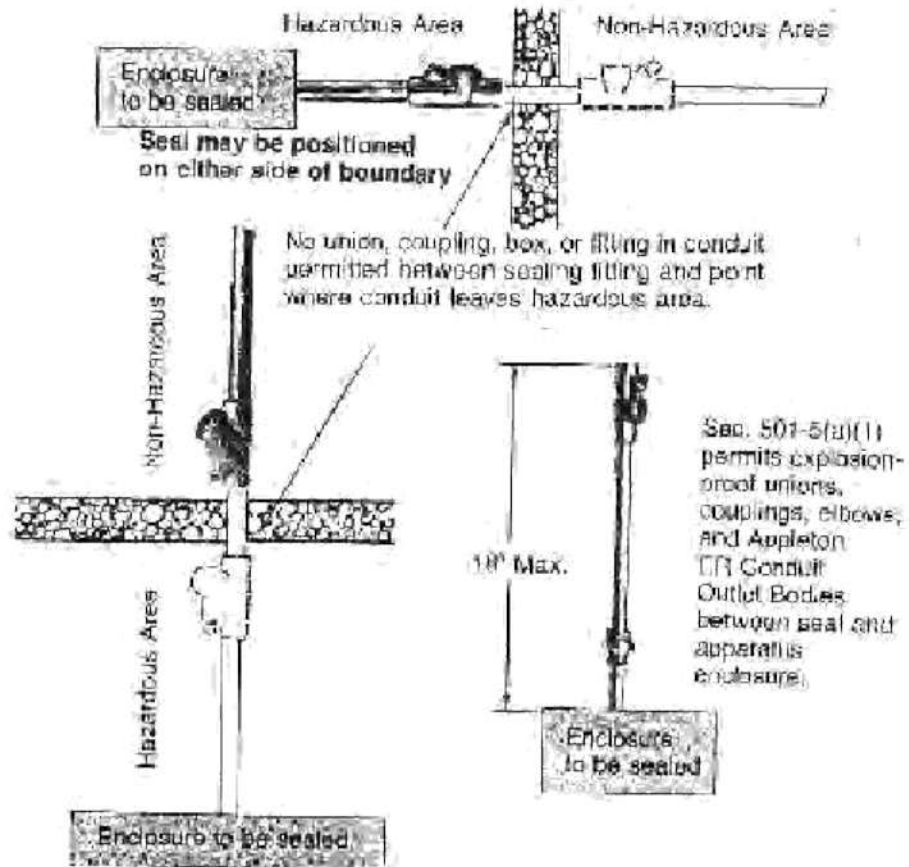 Hazardous Area
Non-Hazardous Area
Enclosure
to be sealed
Seal may be positioned
on either side of boundary
No union, coupling, box, or fitting in conduit
permitted between sealing fitting and point
where conduit leaves hazardous area.
Non-Hazardous Area
Hazardous Area
18" Max.
Sec. 501-5(a)(1)
permits explosion-
proof unions,
couplings, elbows,
and Appleton
Conduit
Outlet Bodies
between seal and
apparatus
enclosure.
Enclosure
to be sealed
Enclosure to be sealed